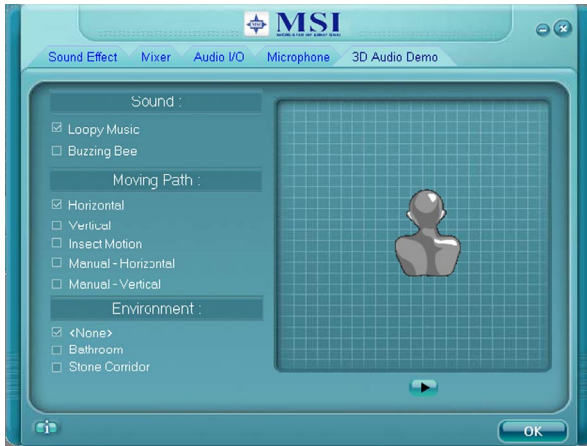 MSI
Sound Effect Mixer Audio I/O Microphone 3D Audio Demo
Sound :
Loopy Music
Buzzing Bee
Moving Path :
Horizontal
Vertical
Insect Motion
Manual - Horizontal
Manual - Vertical
Environment :
<None>
Bathroom
Stone Corridor
OK